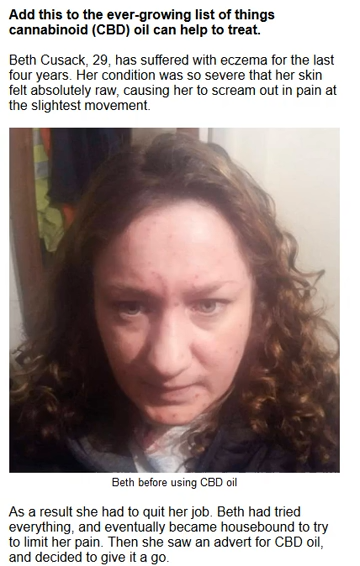 Add this to the ever-growing list of things
cannabinoid (CBD) oil can help to treat.
Beth Cusack, 29, has suffered with eczema for the last
four years. Her condition was so severe that her skin
felt absolutely raw, causing her to scream out in pain at
the slightest movement.
Beth before using CBD oil
As a result she had to quit her job. Beth had tried
everything, and eventually became housebound to try
to limit her pain. Then she saw an advert for CBD oil,
and decided to give it a go.